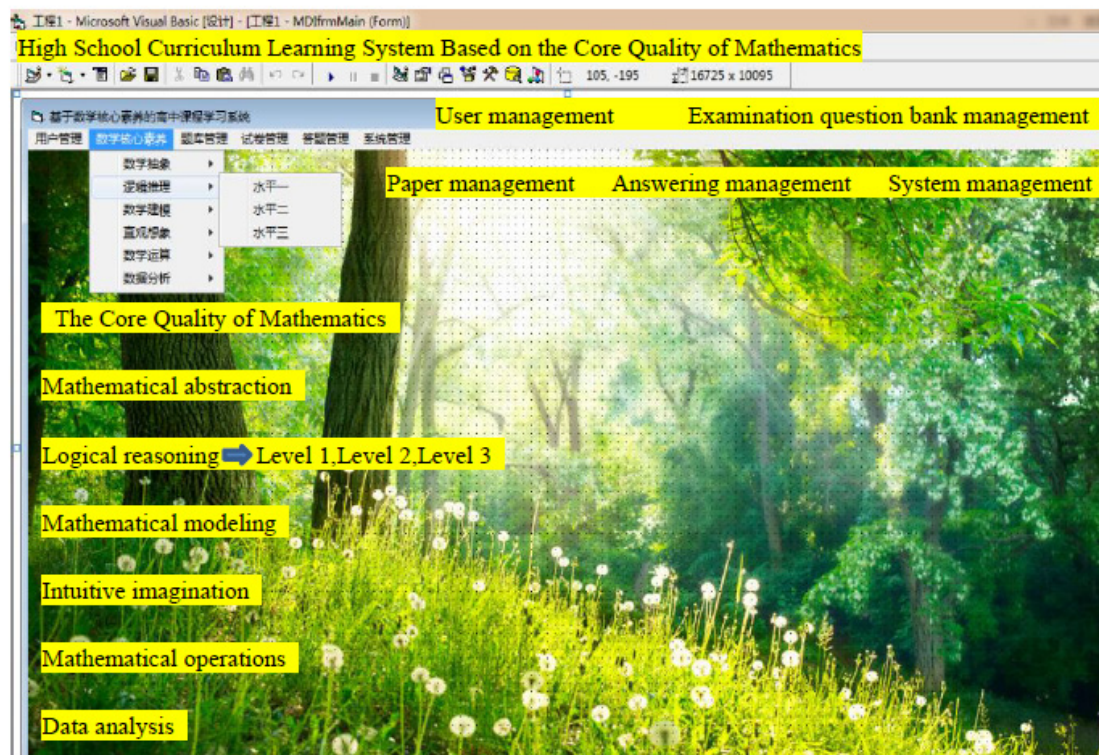 工程1 - Microsoft Visual Basic [设计] - [工程1 - MDIfrmMain (Form)]
High School Curriculum Learning System Based on the Core Quality of Mathematics
105, -195 16725 x 10095
基于数学核心素养的高中课程学习系统
User management Examination question bank management
用户管理 数学核心素养 题库管理 试卷管理 答题管理 系统管理
数学抽象
Paper management Answering management System management
逻辑推理 水平一
数学建模 水平二
直观想象 水平三
数学运算
数据分析
The Core Quality of Mathematics
Mathematical abstraction
Logical reasoning Level 1,Level 2,Level 3
Mathematical modeling
Intuitive imagination
Mathematical operations
Data analysis